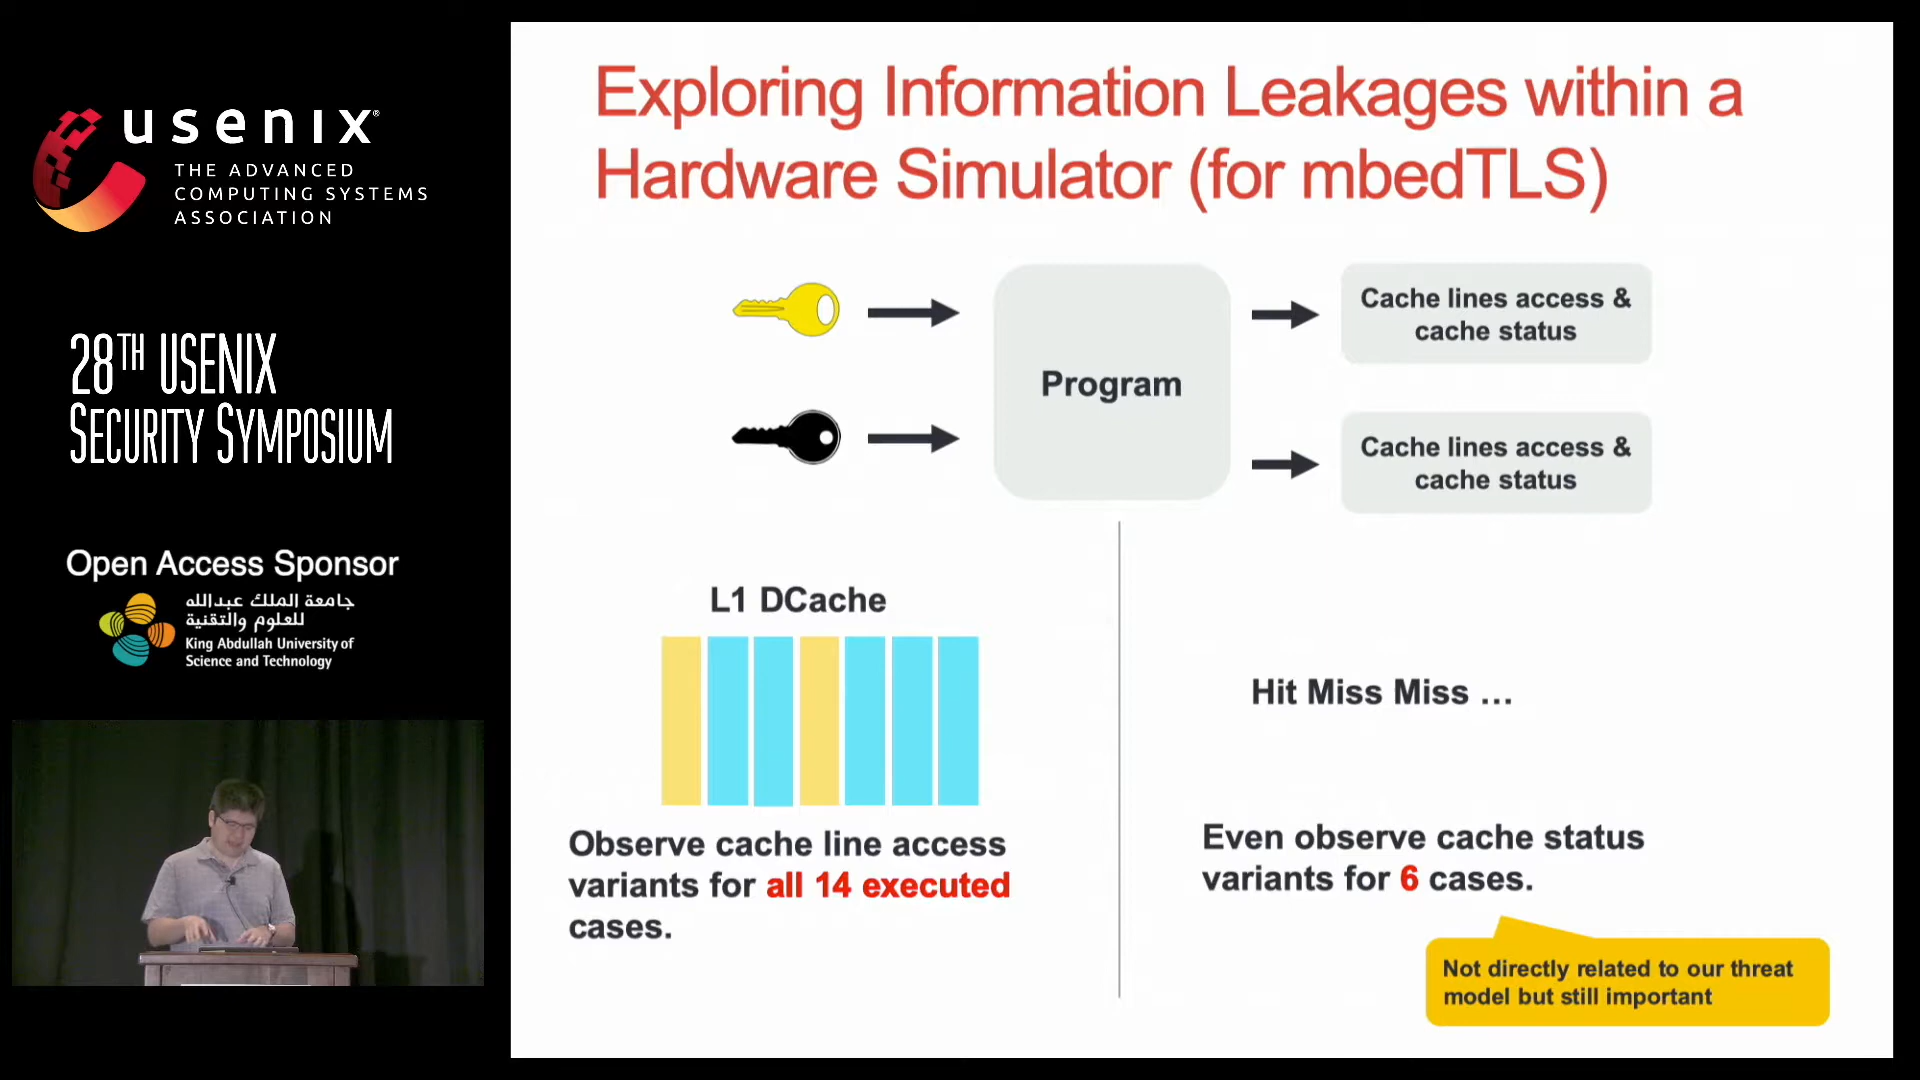 usenix®
THE ADVANCED
COMPUTING SYSTEMS
ASSOCIATION
28TH USENIX
SECURITY SYMPOSIUM
Open Access Sponsor
جامعة الملك عبدالله
للعلوم والتقنية
King Abdullah University of
Science and Technology
Exploring Information Leakages within a
Hardware Simulator (for mbedTLS)
Program
Cache lines access &
cache status
Cache lines access &
cache status
L1 DCache
Observe cache line access
variants for all 14 executed
cases.
Hit Miss Miss ...
Even observe cache status
variants for 6 cases.
Not directly related to our threat
model but still important